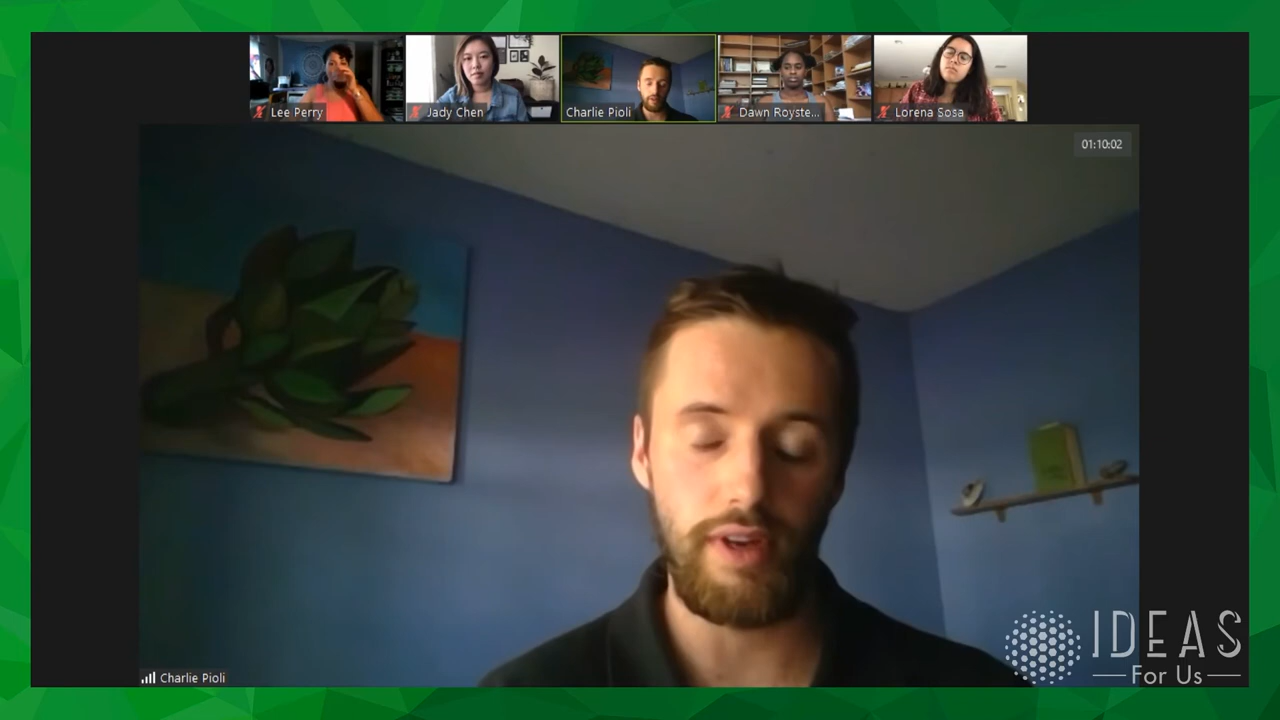 Lee Perry
Jady Chen
Charlie Pioli
Dawn Royste...
Lorena Sosa
01:10:02
Charlie Pioli
IDEAS
For Us